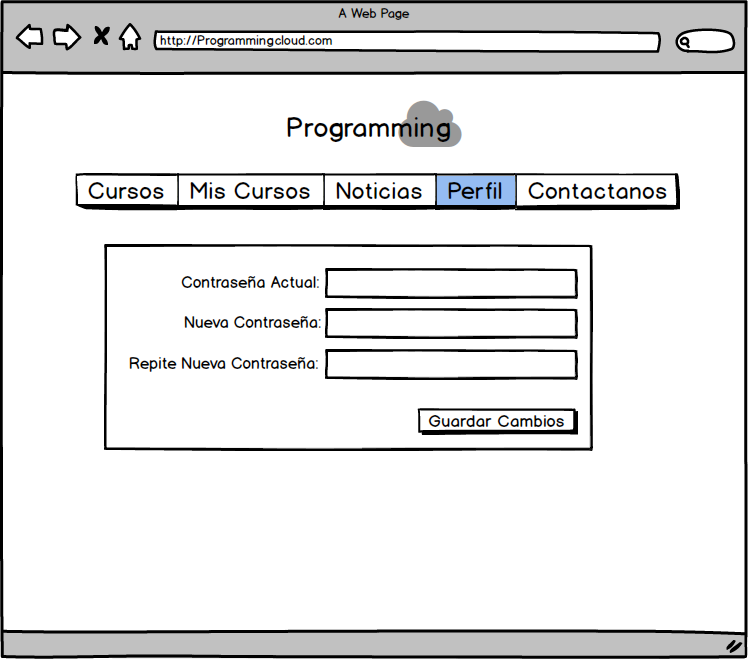 A Web Page
http://Programmingcloud.com
Programming
Cursos Mis Cursos Noticias Perfil Contactanos
Contraseña Actual:
Nueva Contraseña:
Repite Nueva Contraseña:
Guardar Cambios